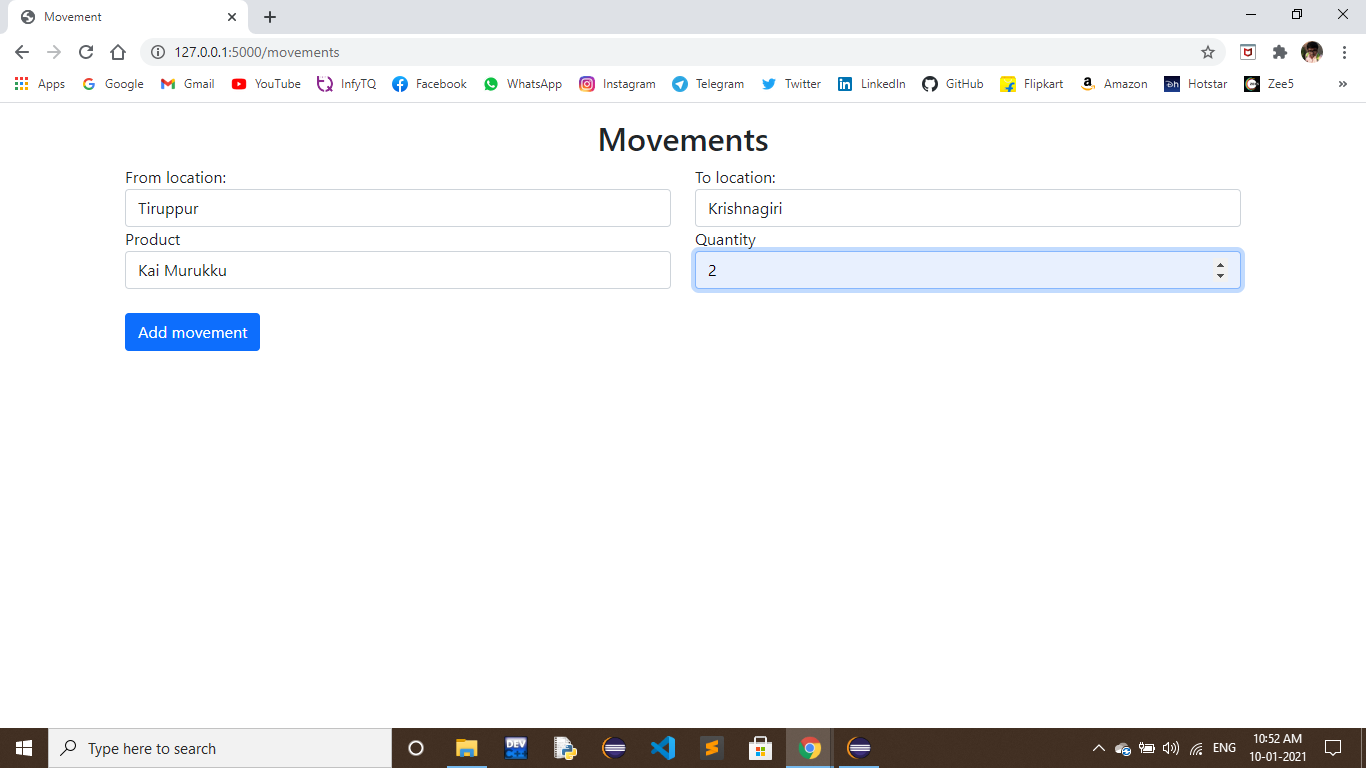 Movement
127.0.0.1:5000/movements
Apps Google Gmail YouTube InfyTQ Facebook WhatsApp Instagram Telegram Twitter LinkedIn GitHub Flipkart Amazon Hotstar Zee5 »
Movements
From location: To location:
Tiruppur Krishnagiri
Product Quantity
Kai Murukku 2
Add movement
Type here to search
DEV
ENG
10:52 AM
10-01-2021